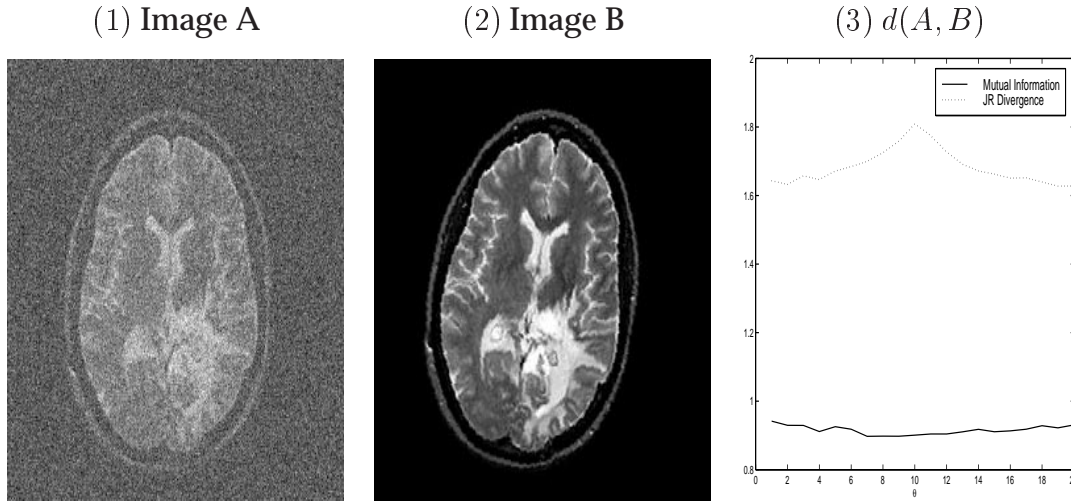 (1) Image A
(2) Image B
(3) d(A, B)
2
1.8
1.6
1.4
1.2
1
0.8
Mutual Information
JR Divergence
0 2 4 6 8 10 12 14 16 18 2
θ